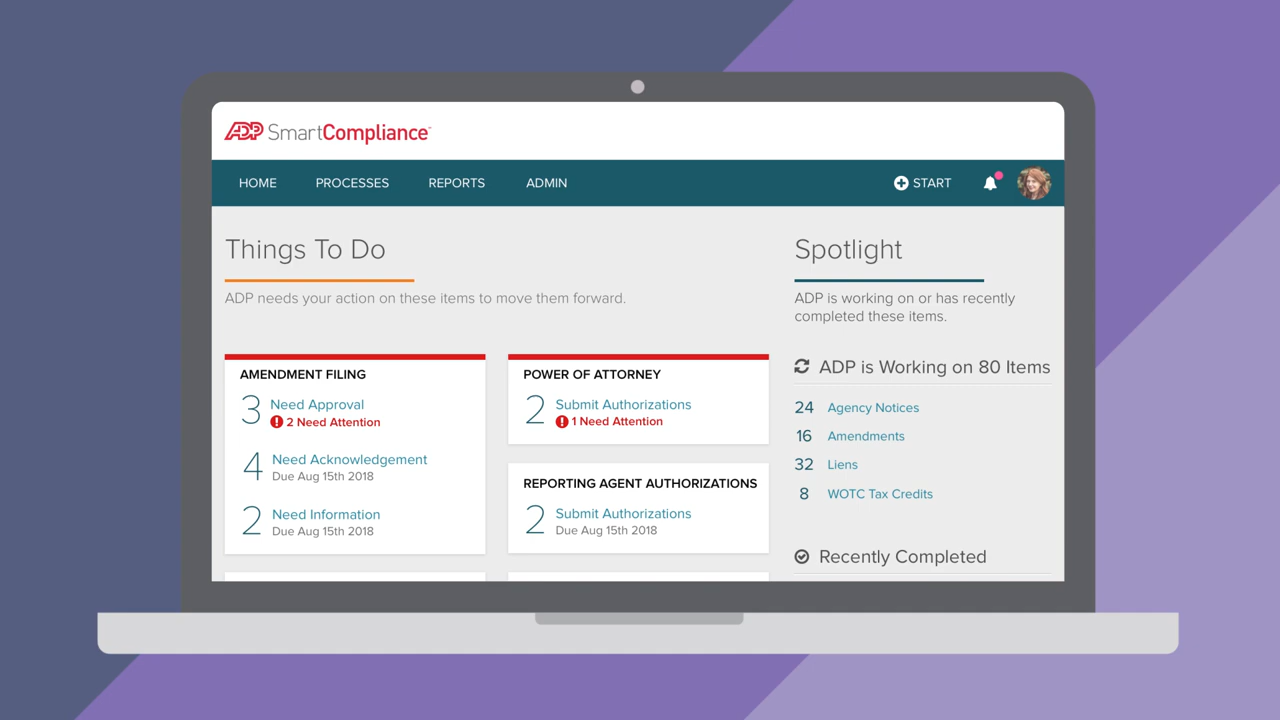 ADP SmartCompliance
HOME PROCESSES REPORTS ADMIN START
Things To Do
ADP needs your action on these items to move them forward.
AMENDMENT FILING
3 Need Approval
2 Need Attention
4 Need Acknowledgement
Due Aug 15th 2018
2 Need Information
Due Aug 15th 2018
POWER OF ATTORNEY
2 Submit Authorizations
1 Need Attention
REPORTING AGENT AUTHORIZATIONS
2 Submit Authorizations
Due Aug 15th 2018
Spotlight
ADP is working on or has recently
completed these items.
ADP is Working on 80 Items
24 Agency Notices
16 Amendments
32 Liens
8 WOTC Tax Credits
Recently Completed